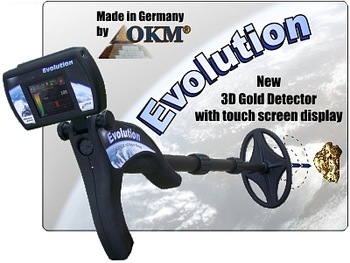 Made in Germany
by OKM®
Evolution
New
3D Gold Detector
with touch screen display
Evolution
Evolution